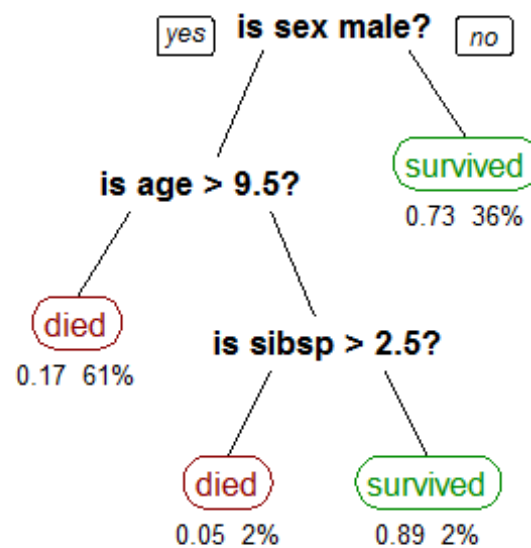 yes is sex male? no
is age > 9.5?
survived
0.73 36%
died
0.17 61%
is sibsp > 2.5?
died
survived
0.05 2%
0.89 2%